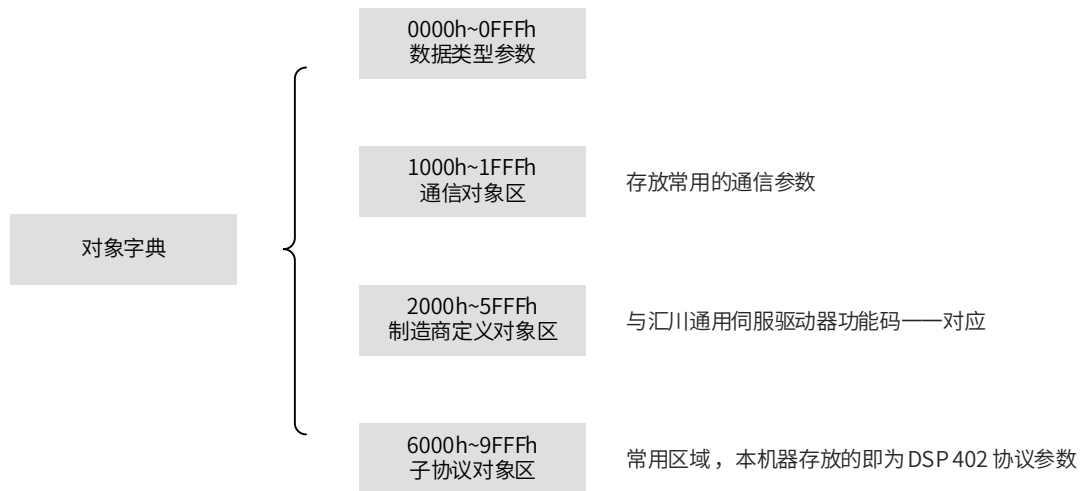 0000h~0FFFh
数据类型参数
1000h~1FFFh
通信对象区
存放常用的通信参数
对象字典
2000h~5FFFh
制造商定义对象区
与汇川通用伺服驱动器功能码一一对应
6000h~9FFFh
子协议对象区
常用区域，本机器存放的即为 DSP 402 协议参数